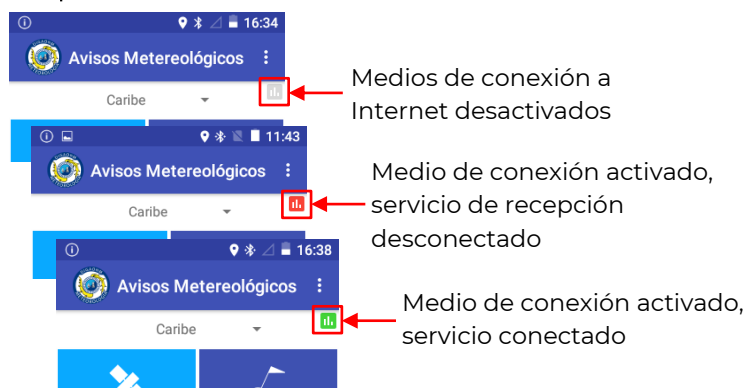 16:34
Avisos Metereológicos
Caribe
Medios de conexión a
Internet desactivados
11:43
Avisos Metereológicos
Caribe
Medio de conexión activado,
servicio de recepción
desconectado
16:38
Avisos Metereológicos
Caribe
Medio de conexión activado,
servicio conectado